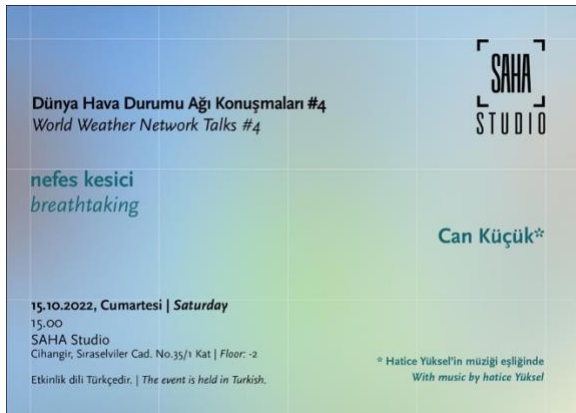 SAHA
STUDIO
Dünya Hava Durumu Ağı Konuşmaları #4
World Weather Network Talks #4
nefes kesici
breathtaking
Can Küçük*
15.10.2022, Cumartesi | Saturday
15.00
SAHA Studio
Cihangir, Sıraselviler Cad. No.35/1 Kat | Floor: -2
Etkinlik dili Türkçedir. | The event is held in Turkish.
* Hatice Yüksel'in müziği eşliğinde
With music by hatice Yüksel